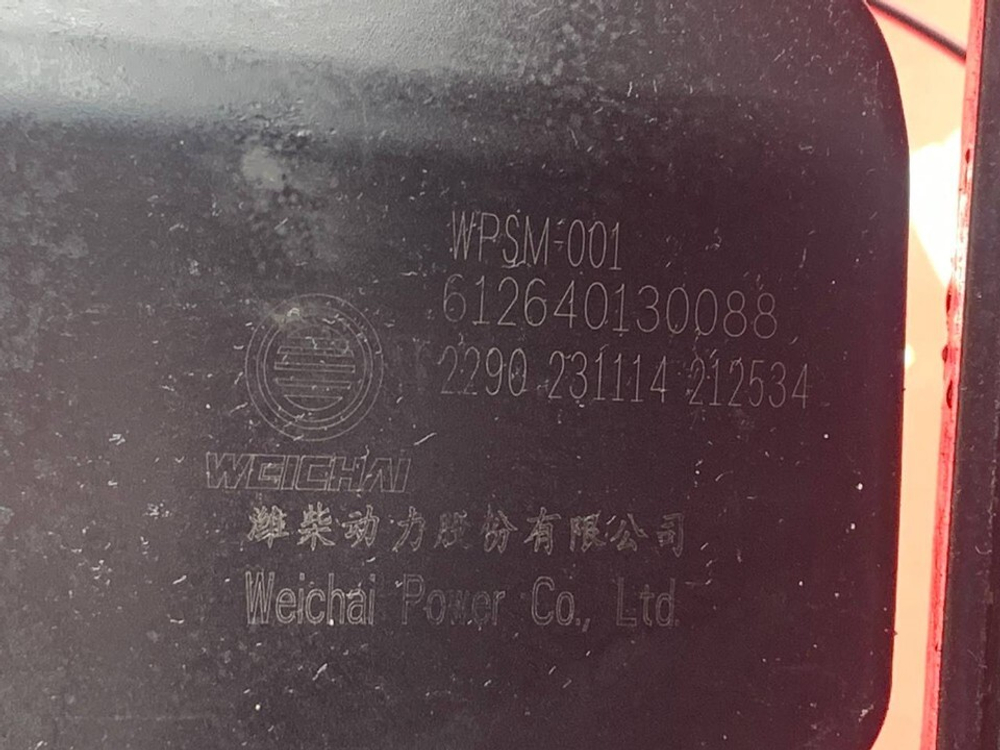 WPSM-001
612640130088
2290 231114 212534
WEICHAI
潍柴动力股份有限公司
Weichai Power Co., Ltd.